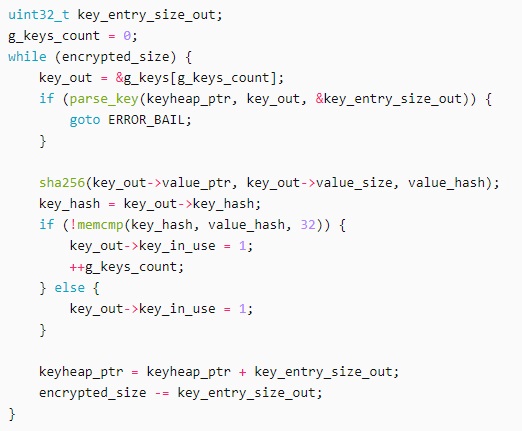 uint32_t key_entry_size_out;
g_keys_count = 0;
while (encrypted_size) {
    key_out = &g_keys[g_keys_count];
    if (parse_key(keyheap_ptr, key_out, &key_entry_size_out)) {
        goto ERROR_BAIL;
    }

    sha256(key_out->value_ptr, key_out->value_size, value_hash);
    key_hash = key_out->key_hash;
    if (!memcmp(key_hash, value_hash, 32)) {
        key_out->key_in_use = 1;
        ++g_keys_count;
    } else {
        key_out->key_in_use = 1;
    }

    keyheap_ptr = keyheap_ptr + key_entry_size_out;
    encrypted_size -= key_entry_size_out;
}